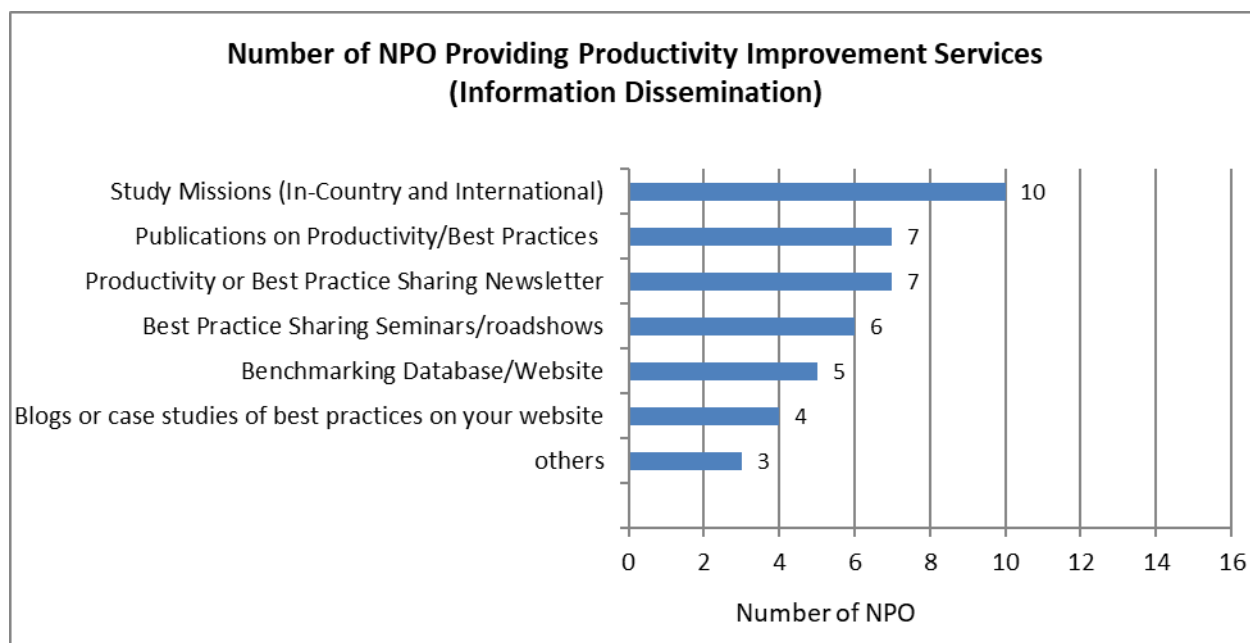 Number of NPO Providing Productivity Improvement Services
(Information Dissemination)
Study Missions (In-Country and International)
10
Publications on Productivity/Best Practices
7
Productivity or Best Practice Sharing Newsletter
7
Best Practice Sharing Seminars/roadshows
6
Benchmarking Database/Website
5
Blogs or case studies of best practices on your website
4
others
3
0 2 4 6 8 10 12 14 16
Number of NPO